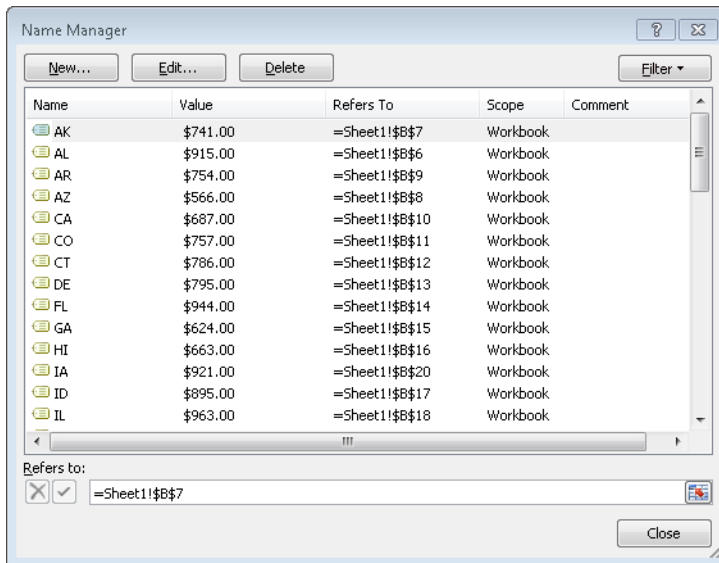 Name Manager
New... Edit... Delete Filter
Name Value Refers To Scope Comment
AK $741.00 =Sheet1!$B$7 Workbook
AL $915.00 =Sheet1!$B$6 Workbook
AR $754.00 =Sheet1!$B$9 Workbook
AZ $566.00 =Sheet1!$B$8 Workbook
CA $687.00 =Sheet1!$B$10 Workbook
CO $757.00 =Sheet1!$B$11 Workbook
CT $786.00 =Sheet1!$B$12 Workbook
DE $795.00 =Sheet1!$B$13 Workbook
FL $944.00 =Sheet1!$B$14 Workbook
GA $624.00 =Sheet1!$B$15 Workbook
HI $663.00 =Sheet1!$B$16 Workbook
IA $921.00 =Sheet1!$B$20 Workbook
ID $895.00 =Sheet1!$B$17 Workbook
IL $963.00 =Sheet1!$B$18 Workbook
Refers to:
=Sheet1!$B$7
Close